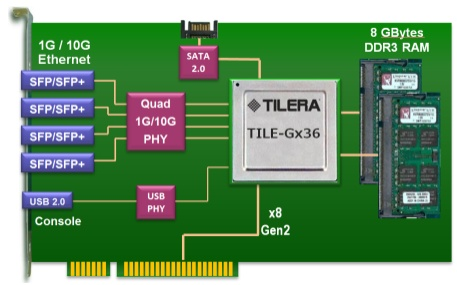 1G / 10G
Ethernet
SFP/SFP+
SFP/SFP+
SFP/SFP+
SFP/SFP+
USB 2.0
Console
SATA
2.0
Quad
1G/10G
PHY
USB
PHY
TILERA
TILE-Gx36
x8
Gen2
8 GBytes
DDR3 RAM